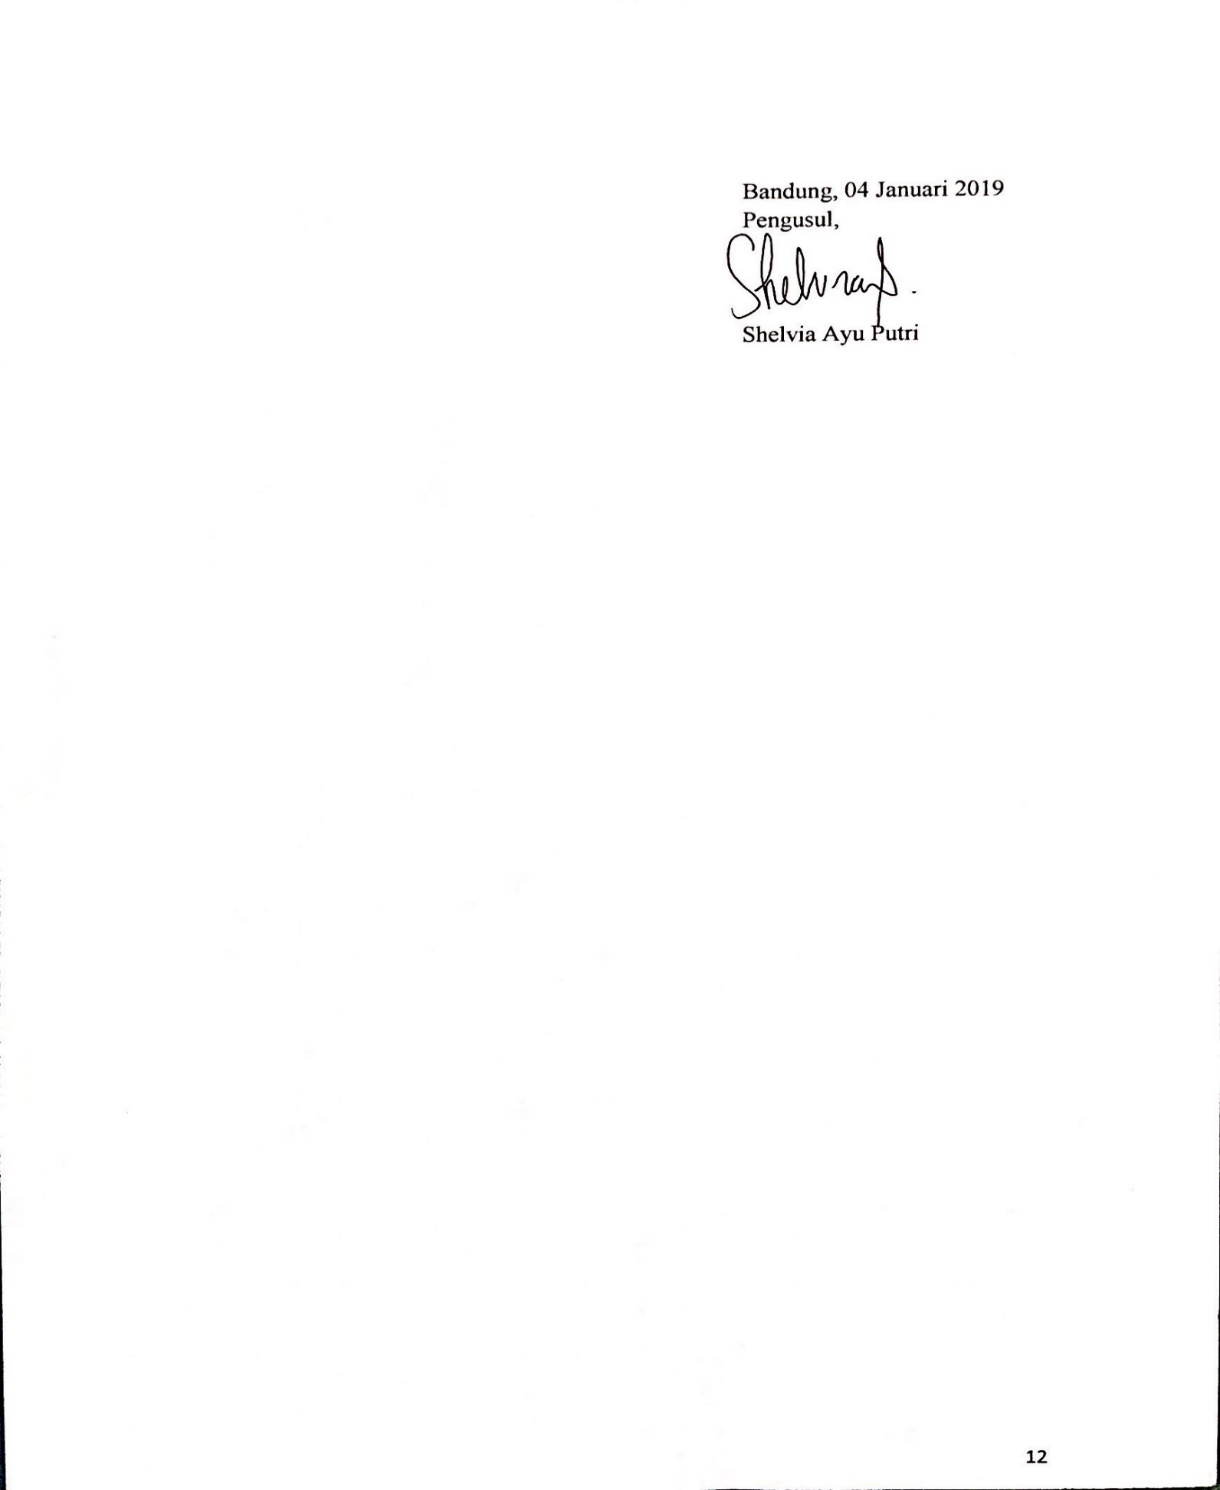 Bandung, 04 Januari 2019
Pengusul,
Shelvia Ayu Putri
12